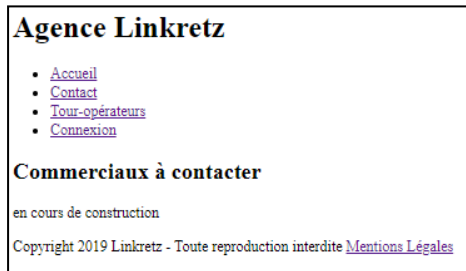 Agence Linkretz
Accueil
Contact
Tour-opérateurs
Connexion
Commerciaux à contacter
en cours de construction
Copyright 2019 Linkretz - Toute reproduction interdite Mentions Légales